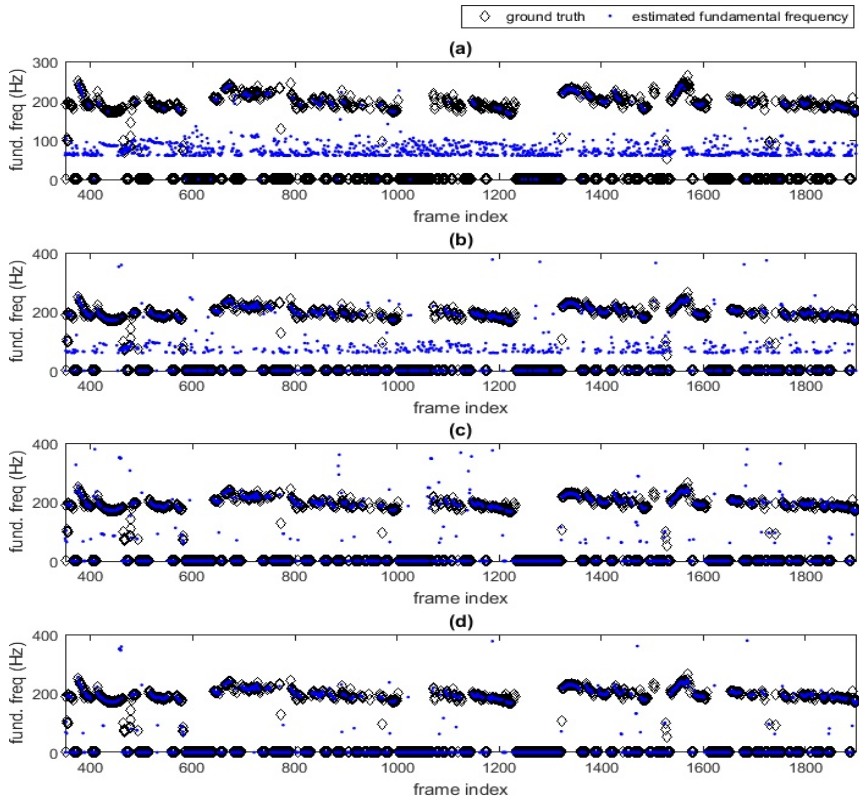 ground truth estimated fundamental frequency
(a)
fund. freq (Hz)
300
200
100
0
400 600 800 1000 1200 1400 1600 1800
frame index
(b)
fund. freq (Hz)
400
200
0
400 600 800 1000 1200 1400 1600 1800
frame index
(c)
fund. freq (Hz)
400
200
0
400 600 800 1000 1200 1400 1600 1800
frame index
(d)
fund. freq (Hz)
400
200
0
400 600 800 1000 1200 1400 1600 1800
frame index